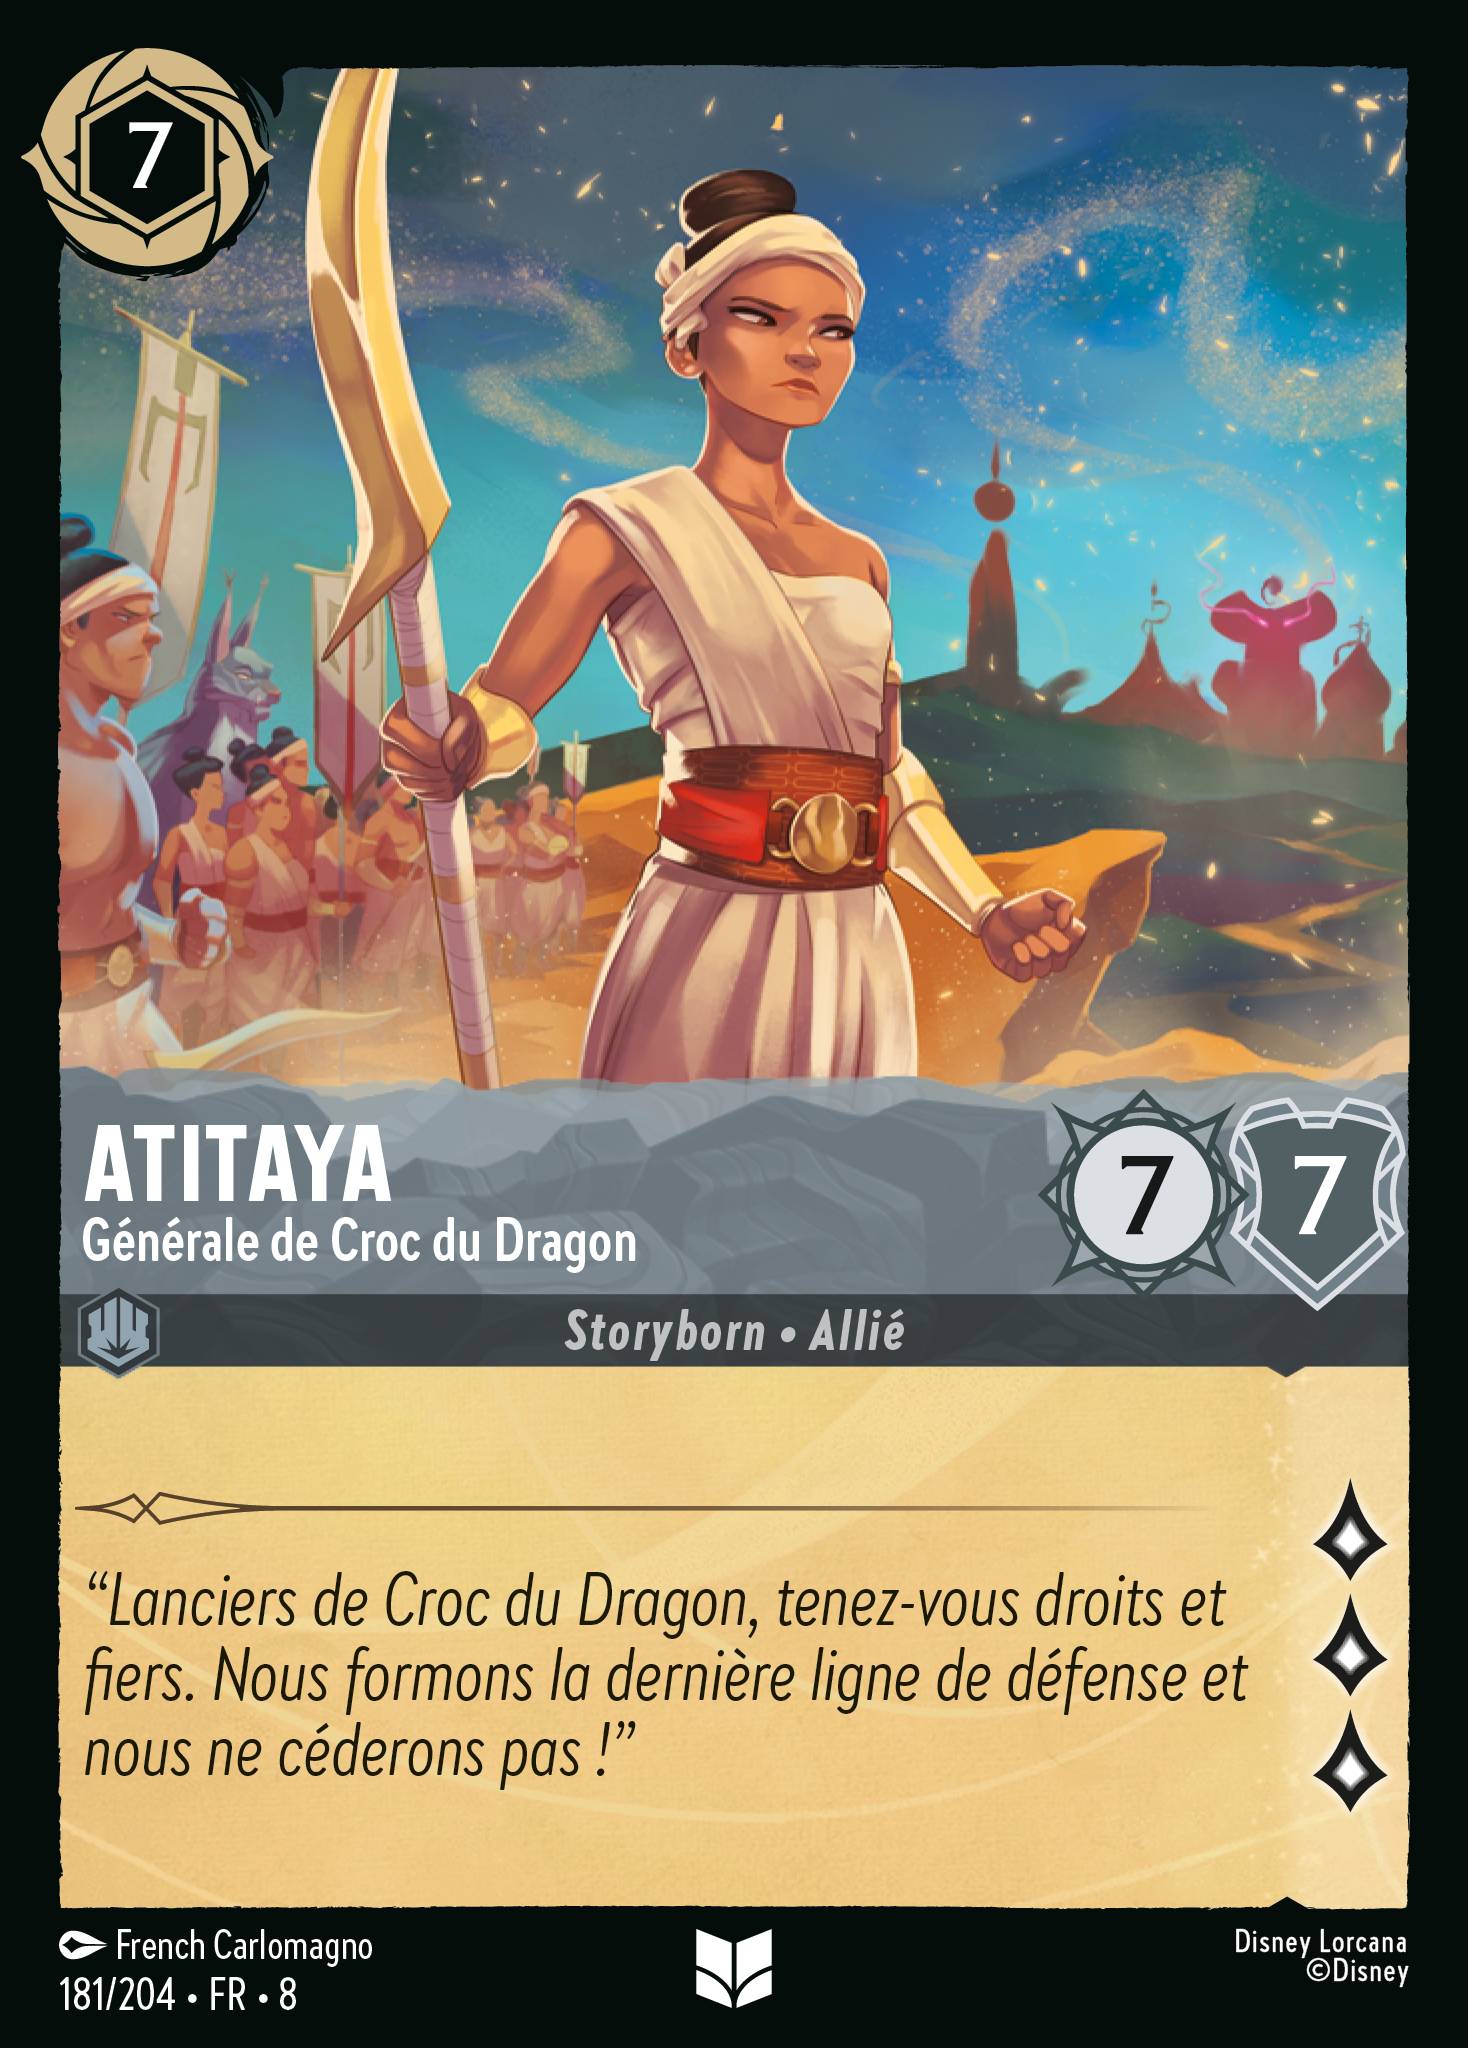 7
ATITAYA
Générale de Croc du Dragon
7
7
Storyborn • Allié
“Lanciers de Croc du Dragon, tenez-vous droits et
fiers. Nous formons la dernière ligne de défense et
nous ne céderons pas !”
French Carlomagno
181/204 • FR • 8
Disney Lorcana
©Disney